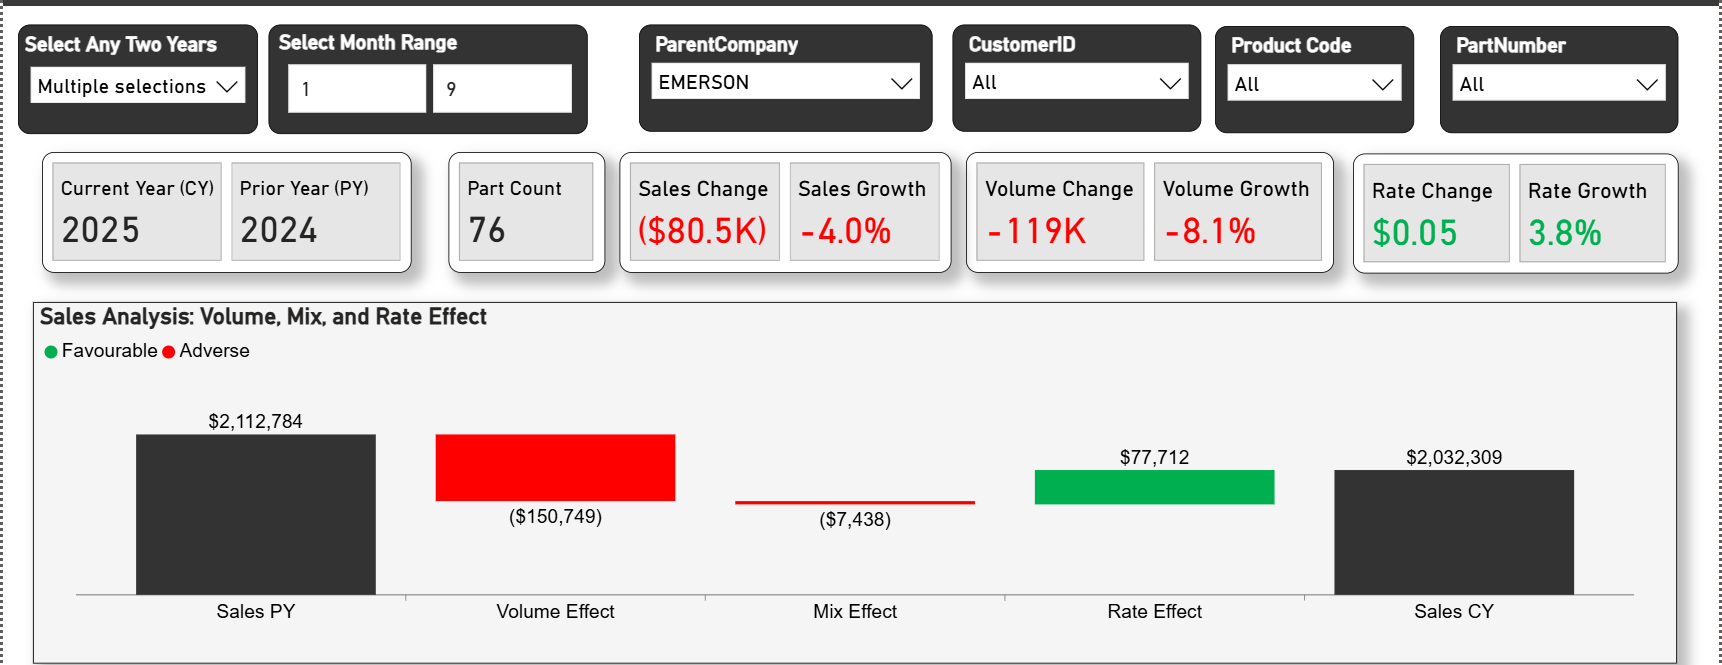 Select Any Two Years
Multiple selections
Select Month Range
1
9
ParentCompany
EMERSON
CustomerID
All
Product Code
All
PartNumber
All
Current Year (CY)
2025
Prior Year (PY)
2024
Part Count
76
Sales Change
($80.5K)
Sales Growth
-4.0%
Volume Change
-119K
Volume Growth
-8.1%
Rate Change
$0.05
Rate Growth
3.8%
Sales Analysis: Volume, Mix, and Rate Effect
Favourable Adverse
$2,112,784
($150,749)
($7,438)
$77,712
$2,032,309
Sales PY
Volume Effect
Mix Effect
Rate Effect
Sales CY